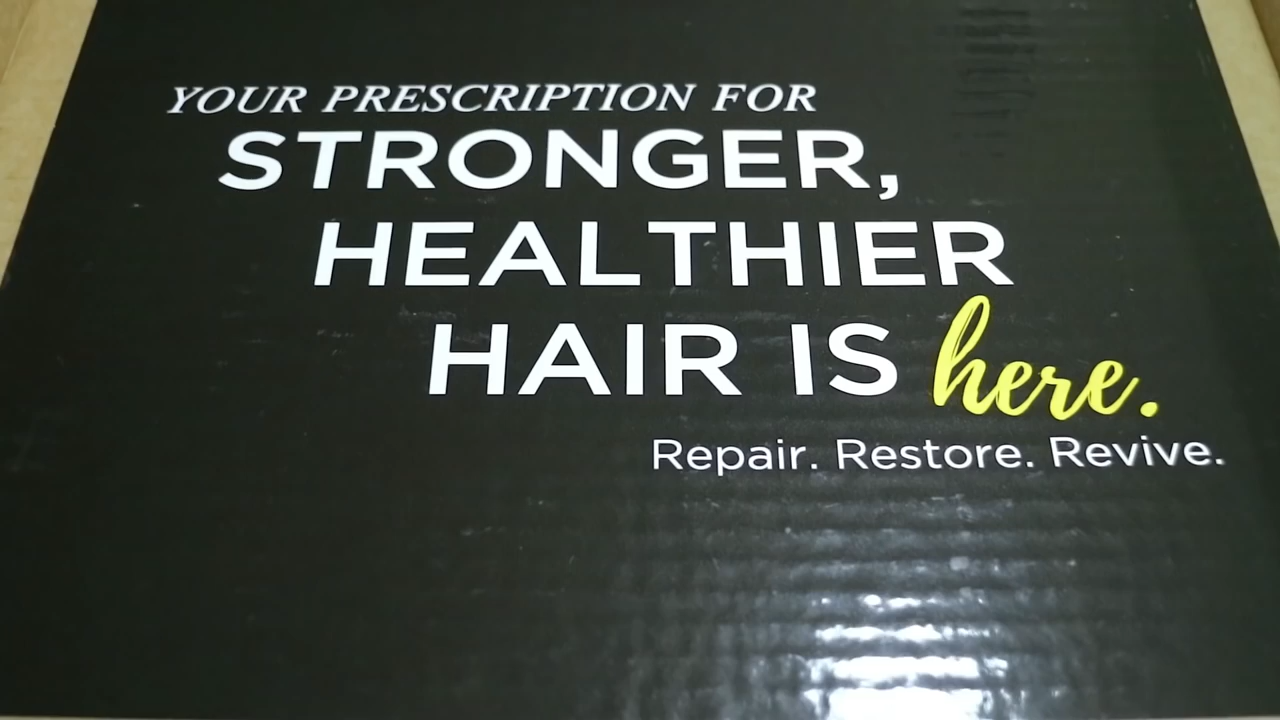 YOUR PRESCRIPTION FOR
STRONGER,
HEALTHIER
HAIR IS here.
Repair. Restore. Revive.